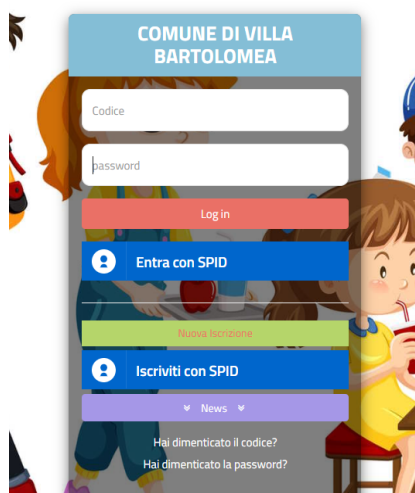 COMUNE DI VILLA
BARTOLOMEA
Codice
password
Log in
Entra con SPID
Nuova Iscrizione
Iscriviti con SPID
News
Hai dimenticato il codice?
Hai dimenticato la password?